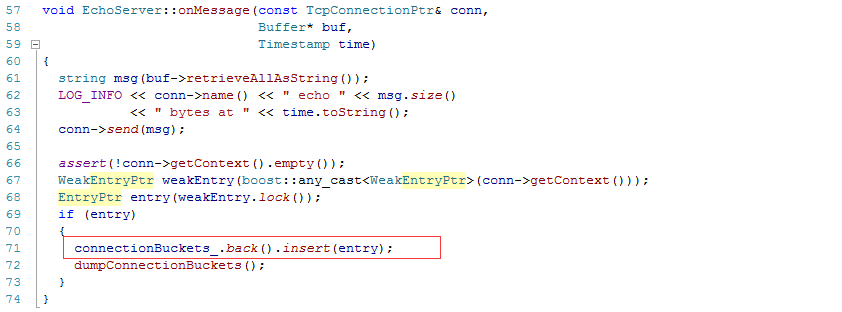 57 void EchoServer::onMessage(const TcpConnectionPtr& conn,
58                            Buffer* buf,
59                            Timestamp time)
60 {
61   string msg(buf->retrieveAllAsString());
62   LOG_INFO << conn->name() << " echo " << msg.size()
63            << " bytes at " << time.toString();
64   conn->send(msg);
65
66   assert(!conn->getContext().empty());
67   WeakEntryPtr weakEntry(boost::any_cast<WeakEntryPtr>(conn->getContext()));
68   EntryPtr entry(weakEntry.lock());
69   if (entry)
70   {
71     connectionBuckets_.back().insert(entry);
72     dumpConnectionBuckets();
73   }
74 }